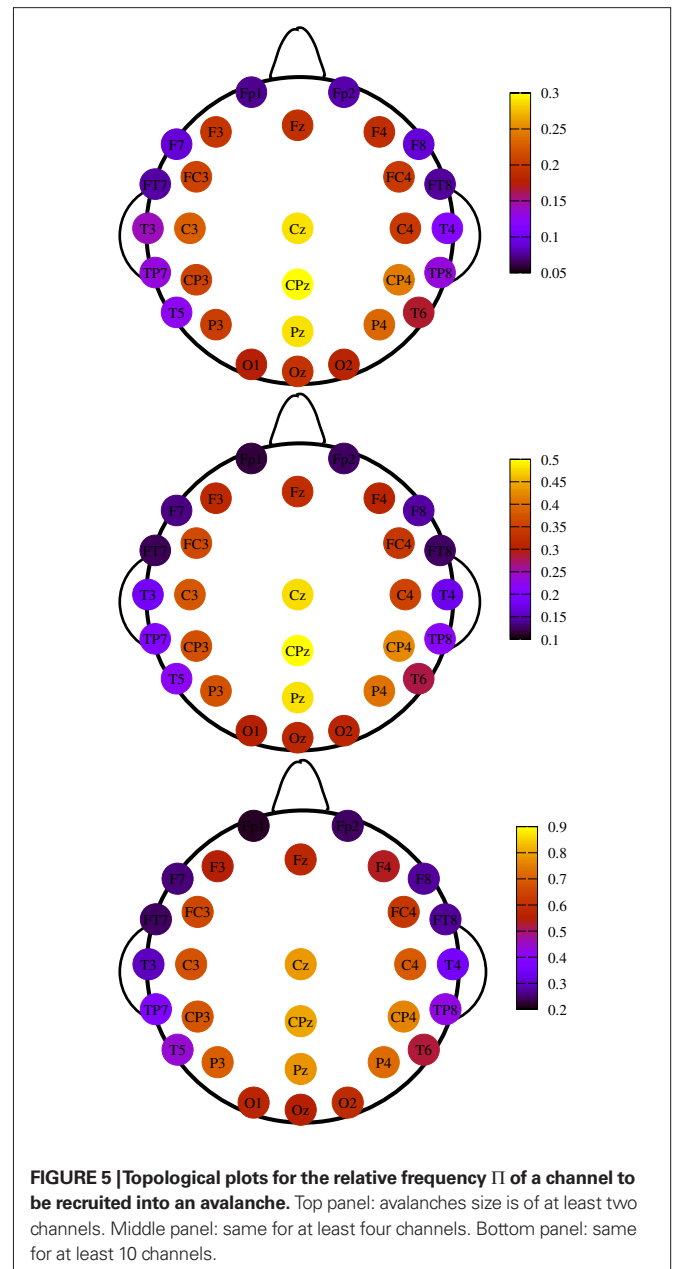 Fp1 Fp2
F3 Fz F4
F7 F8
FC3 FC4
FT7 FT8
T3 C3 Cz C4 T4
TP7 CP3 CPz CP4 TP8
T5 P3 Pz P4 T6
O1 Oz O2
0.3
0.25
0.2
0.15
0.1
0.05
Fp1 Fp2
F3 Fz F4
F7 F8
FC3 FC4
FT7 FT8
T3 C3 Cz C4 T4
TP7 CP3 CPz CP4 TP8
T5 P3 Pz P4 T6
O1 Oz O2
0.5
0.45
0.4
0.35
0.3
0.25
0.2
0.15
0.1
Fp1 Fp2
F3 Fz F4
F7 F8
FC3 FC4
FT7 FT8
T3 C3 Cz C4 T4
TP7 CP3 CPz CP4 TP8
T5 P3 Pz P4 T6
O1 Oz O2
0.9
0.8
0.7
0.6
0.5
0.4
0.3
0.2
FIGURE 5 | Topological plots for the relative frequency Π of a channel to
be recruited into an avalanche. Top panel: avalanches size is of at least two
channels. Middle panel: same for at least four channels. Bottom panel: same
for at least 10 channels.